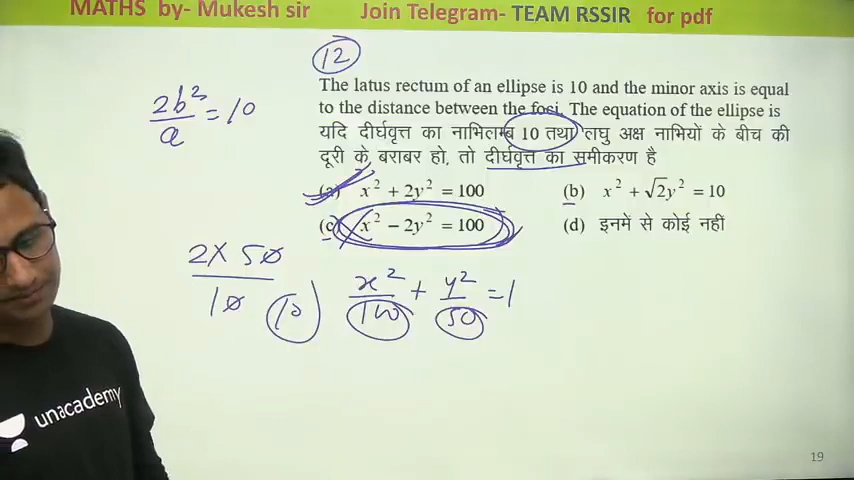 MATHS by- Mukesh sir Join Telegram- TEAM RSSIR for pdf
12
The latus rectum of an ellipse is 10 and the minor axis is equal
to the distance between the foci. The equation of the ellipse is
यदि दीर्घवृत्त का नाभिलम्ब 10 तथा लघु अक्ष नाभियों के बीच की
दूरी के बराबर हो, तो दीर्घवृत्त का समीकरण है
(a) x² + 2y² = 100 (b) x² + √2y² = 10
(c) x² − 2y² = 100 (d) इनमें से कोई नहीं
2b²/a = 10
2 × 50/10 10
x²/100 + y²/50 = 1
unacademy
19